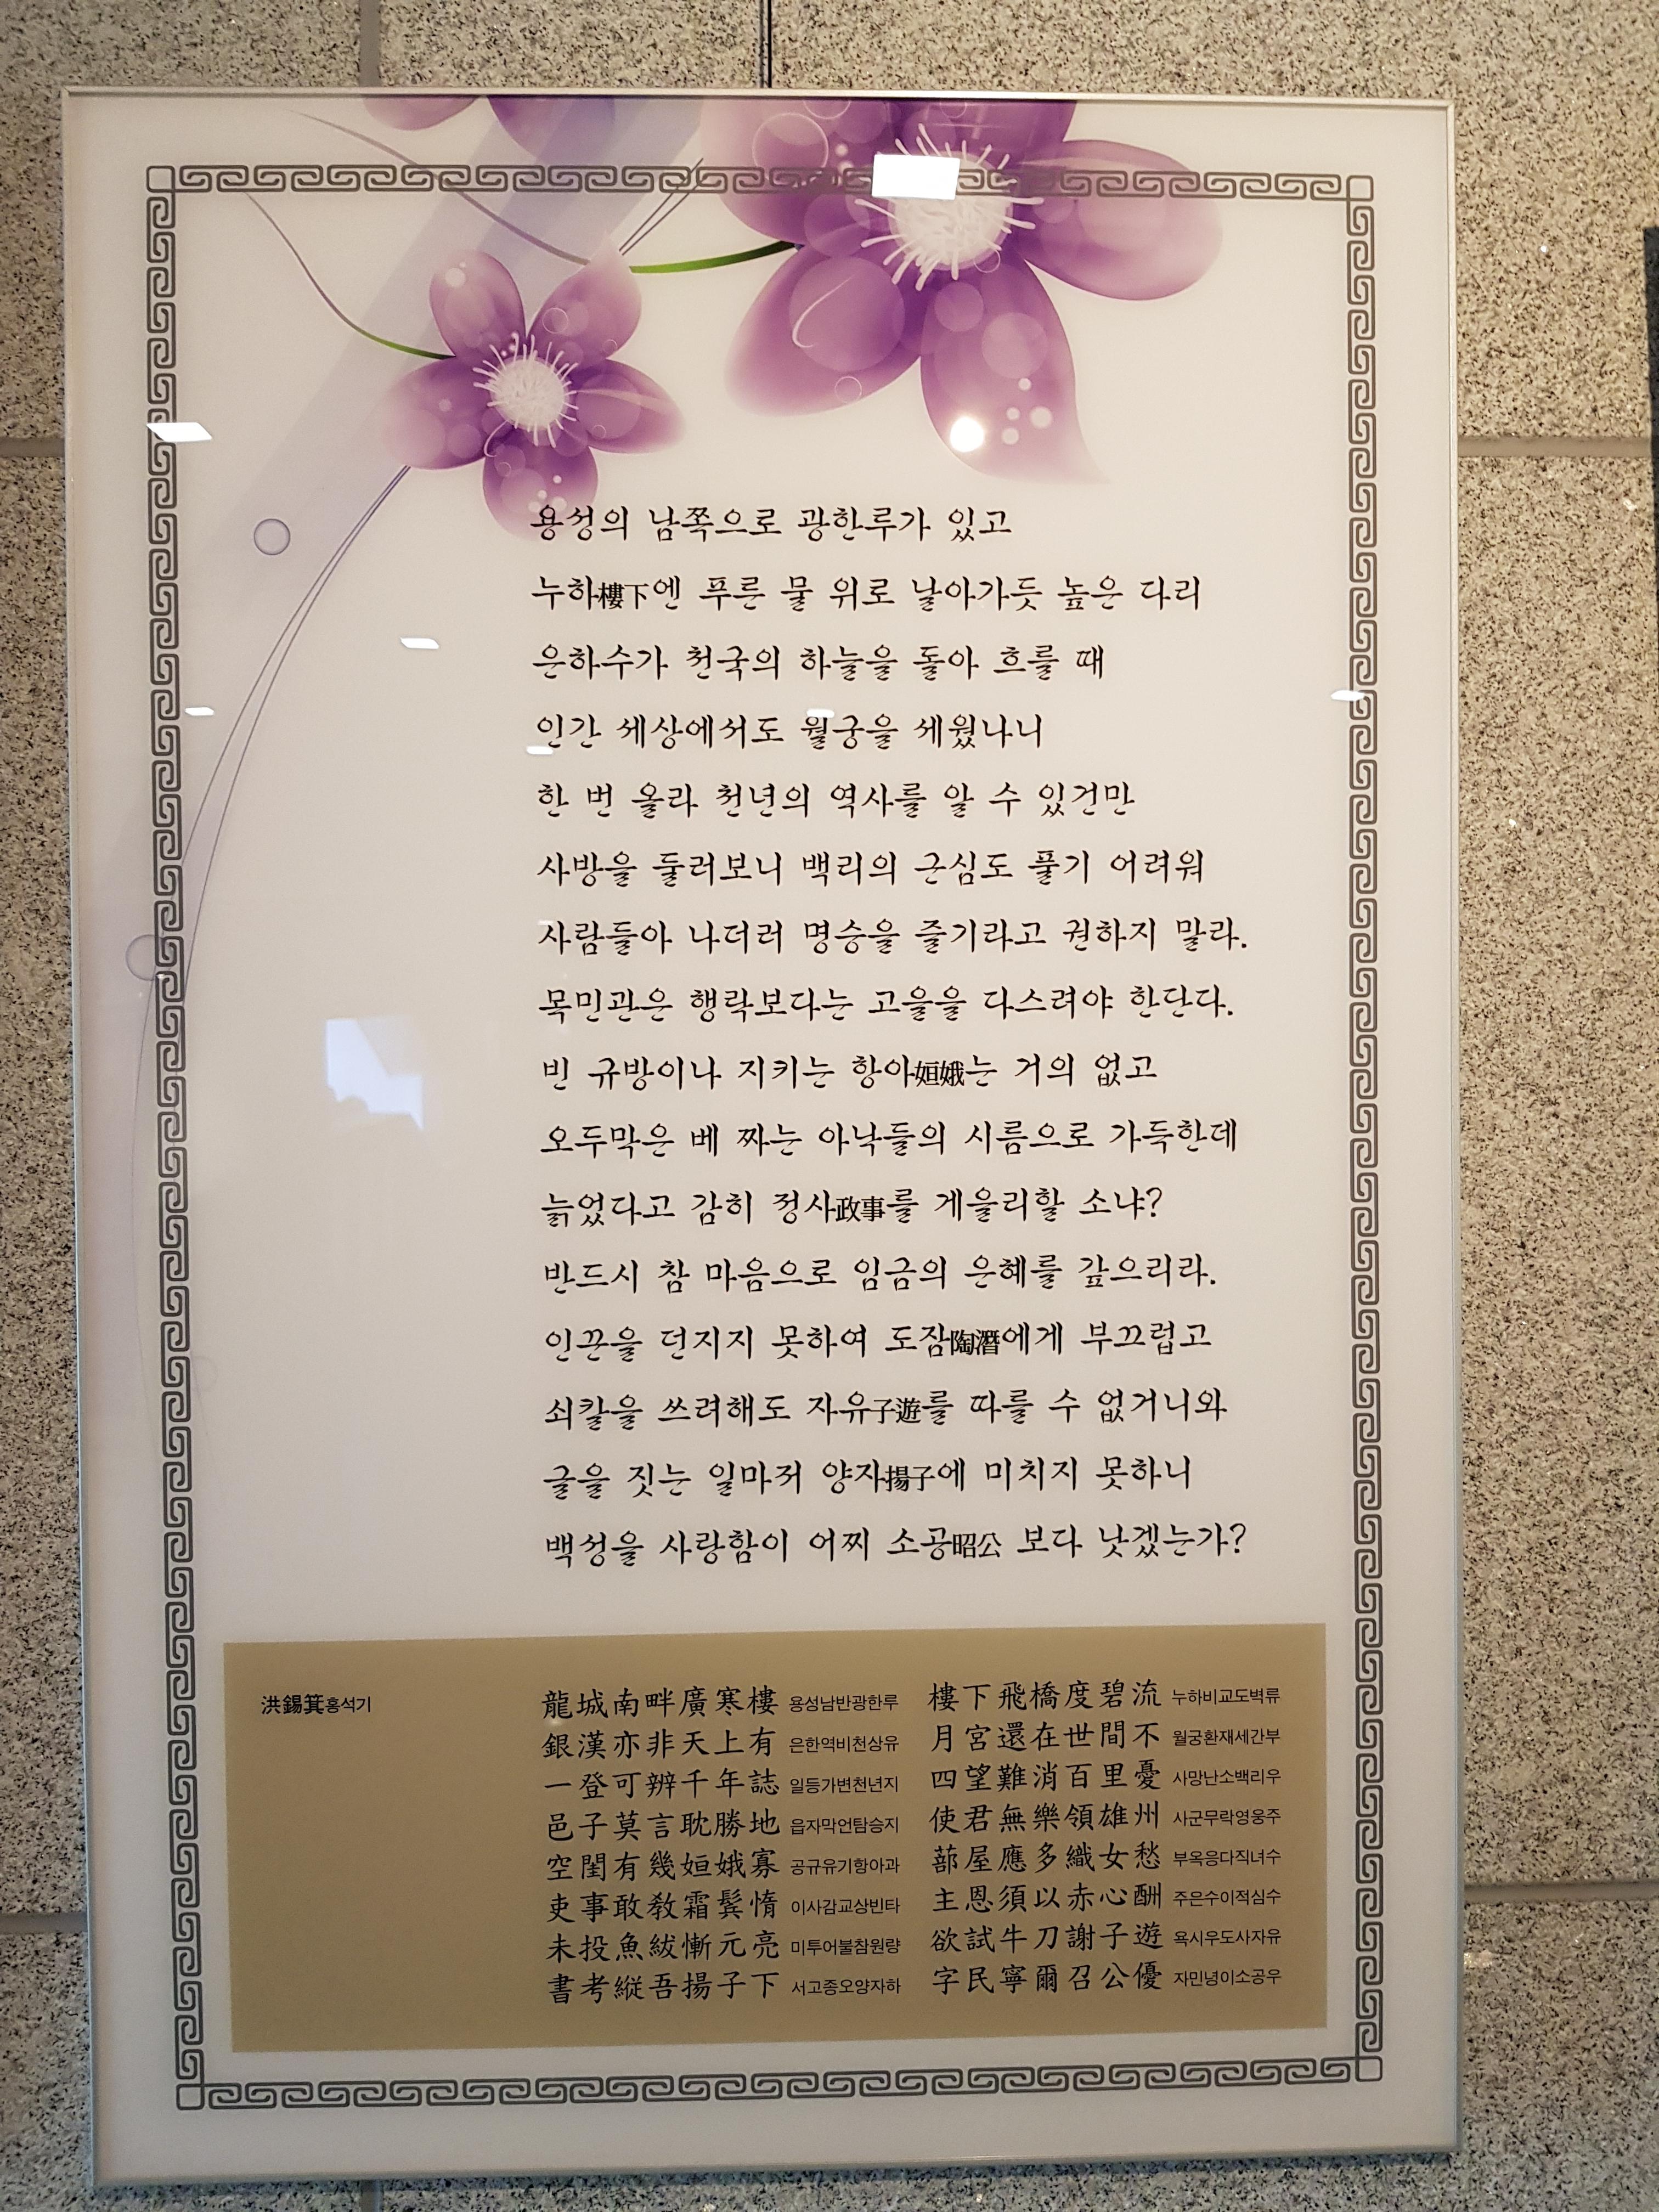 용성의 남쪽으로 광한루가 있고
누하樓下엔 푸른 물 위로 날아가듯 높은 다리
은하수가 천국의 하늘을 돌아 흐를 때
인간 세상에서도 월궁을 세웠나니
한 번 올라 천년의 역사를 알 수 있건만
사방을 둘러보니 백리의 근심도 풀기 어려워
사람들아 나더러 명승을 즐기라고 권하지 말라.
목민관은 행락보다는 고을을 다스려야 한단다.
빈 규방이나 지키는 항아姮娥는 거의 없고
오두막은 베 짜는 아낙들의 시름으로 가득한데
늙었다고 감히 정사政事를 게을리할 소냐?
반드시 참 마음으로 임금의 은혜를 갚으리라.
인끈을 던지지 못하여 도잠陶潛에게 부끄럽고
쇠칼을 쓰려해도 자유子遊를 따를 수 없거니와
글을 짓는 일마저 양자揚子에 미치지 못하니
백성을 사랑함이 어찌 소공昭公 보다 낫겠는가?
洪錫箕홍석기
龍城南畔廣寒樓 용성남반광한루 樓下飛橋度碧流 누하비교도벽류
銀漢亦非天上有 은한역비천상유 月宮還在世間不 월궁환재세간부
一登可辨千年誌 일등가변천년지 四望難消百里憂 사망난소백리우
邑子莫言耽勝地 읍자막언탐승지 使君無樂領雄州 사군무락영웅주
空閨有幾姮娥寡 공규유기항아과 蔀屋應多織女愁 부옥응다직녀수
吏事敢敎霜鬂惰 이사감교상빈타 主恩須以赤心酬 주은수이적심수
未投魚紱慚元亮 미투어불참원량 欲試牛刀謝子遊 욕시우도사자유
書考縦吾揚子下 서고종오양자하 字民寧爾召公優 자민녕이소공우